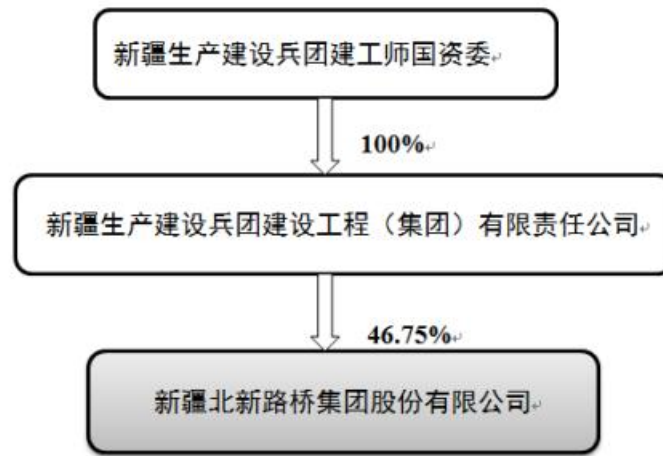 新疆生产建设兵团建工师国资委
100%
新疆生产建设兵团建设工程（集团）有限责任公司
46.75%
新疆北新路桥集团股份有限公司